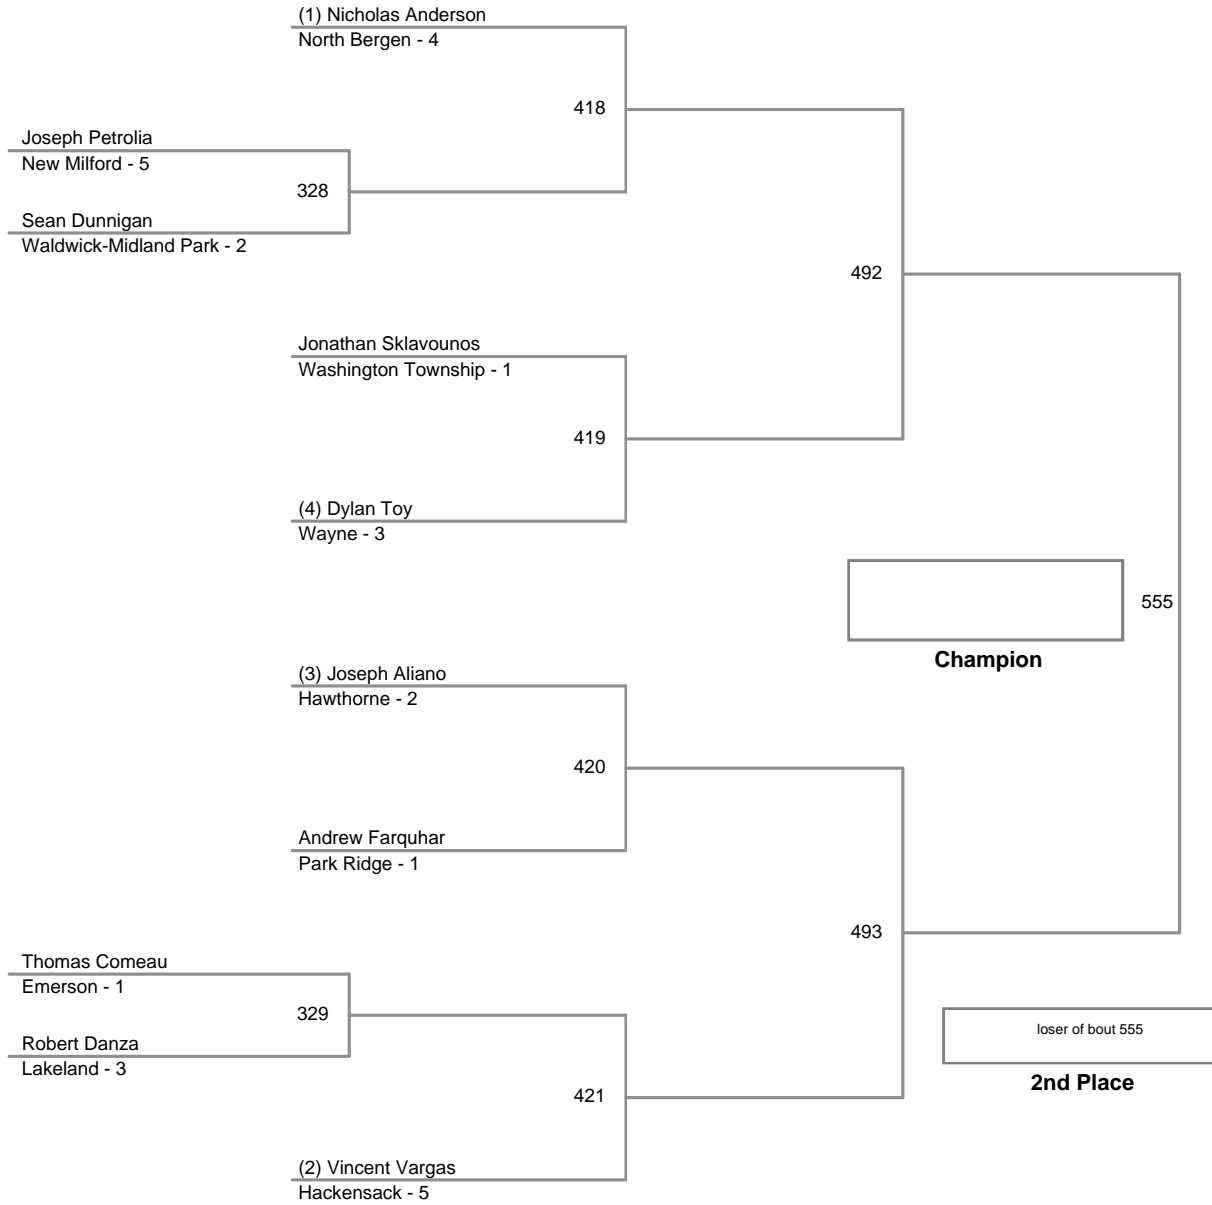 (1) Nicholas Anderson
North Bergen - 4
418
Joseph Petrolia
New Milford - 5
328
Sean Dunnigan
Waldwick-Midland Park - 2
492
Jonathan Sklavounos
Washington Township - 1
419
(4) Dylan Toy
Wayne - 3
555
Champion
(3) Joseph Aliano
Hawthorne - 2
420
Andrew Farquhar
Park Ridge - 1
493
Thomas Comeau
Emerson - 1
329
Robert Danza
Lakeland - 3
loser of bout 555
2nd Place
421
(2) Vincent Vargas
Hackensack - 5